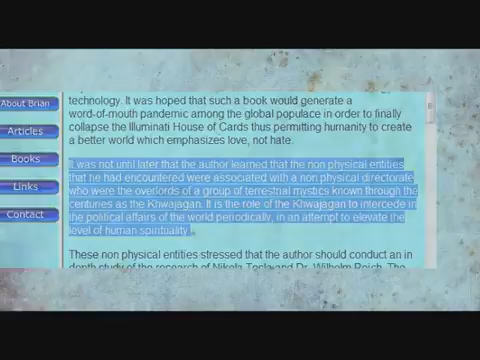 About Brian
Articles
Books
Links
Contact
technology. It was hoped that such a book would generate a
word-of-mouth pandemic among the global populace in order to finally
collapse the Illuminati House of Cards thus permitting humanity to create
a better world which emphasizes love, not hate.
It was not until later that the author learned that the non physical entities
that he had encountered were associated with a non physical directorate
who were the overlords of a group of terrestrial mystics known through the
centuries as the Khwajagan. It is the role of the Khwajagan to intercede in
the political affairs of the world periodically, in an attempt to elevate the
level of human spirituality.
These non physical entities stressed that the author should conduct an in
depth study of the research of Nikola Tesla and Dr. Wilhelm Reich. The